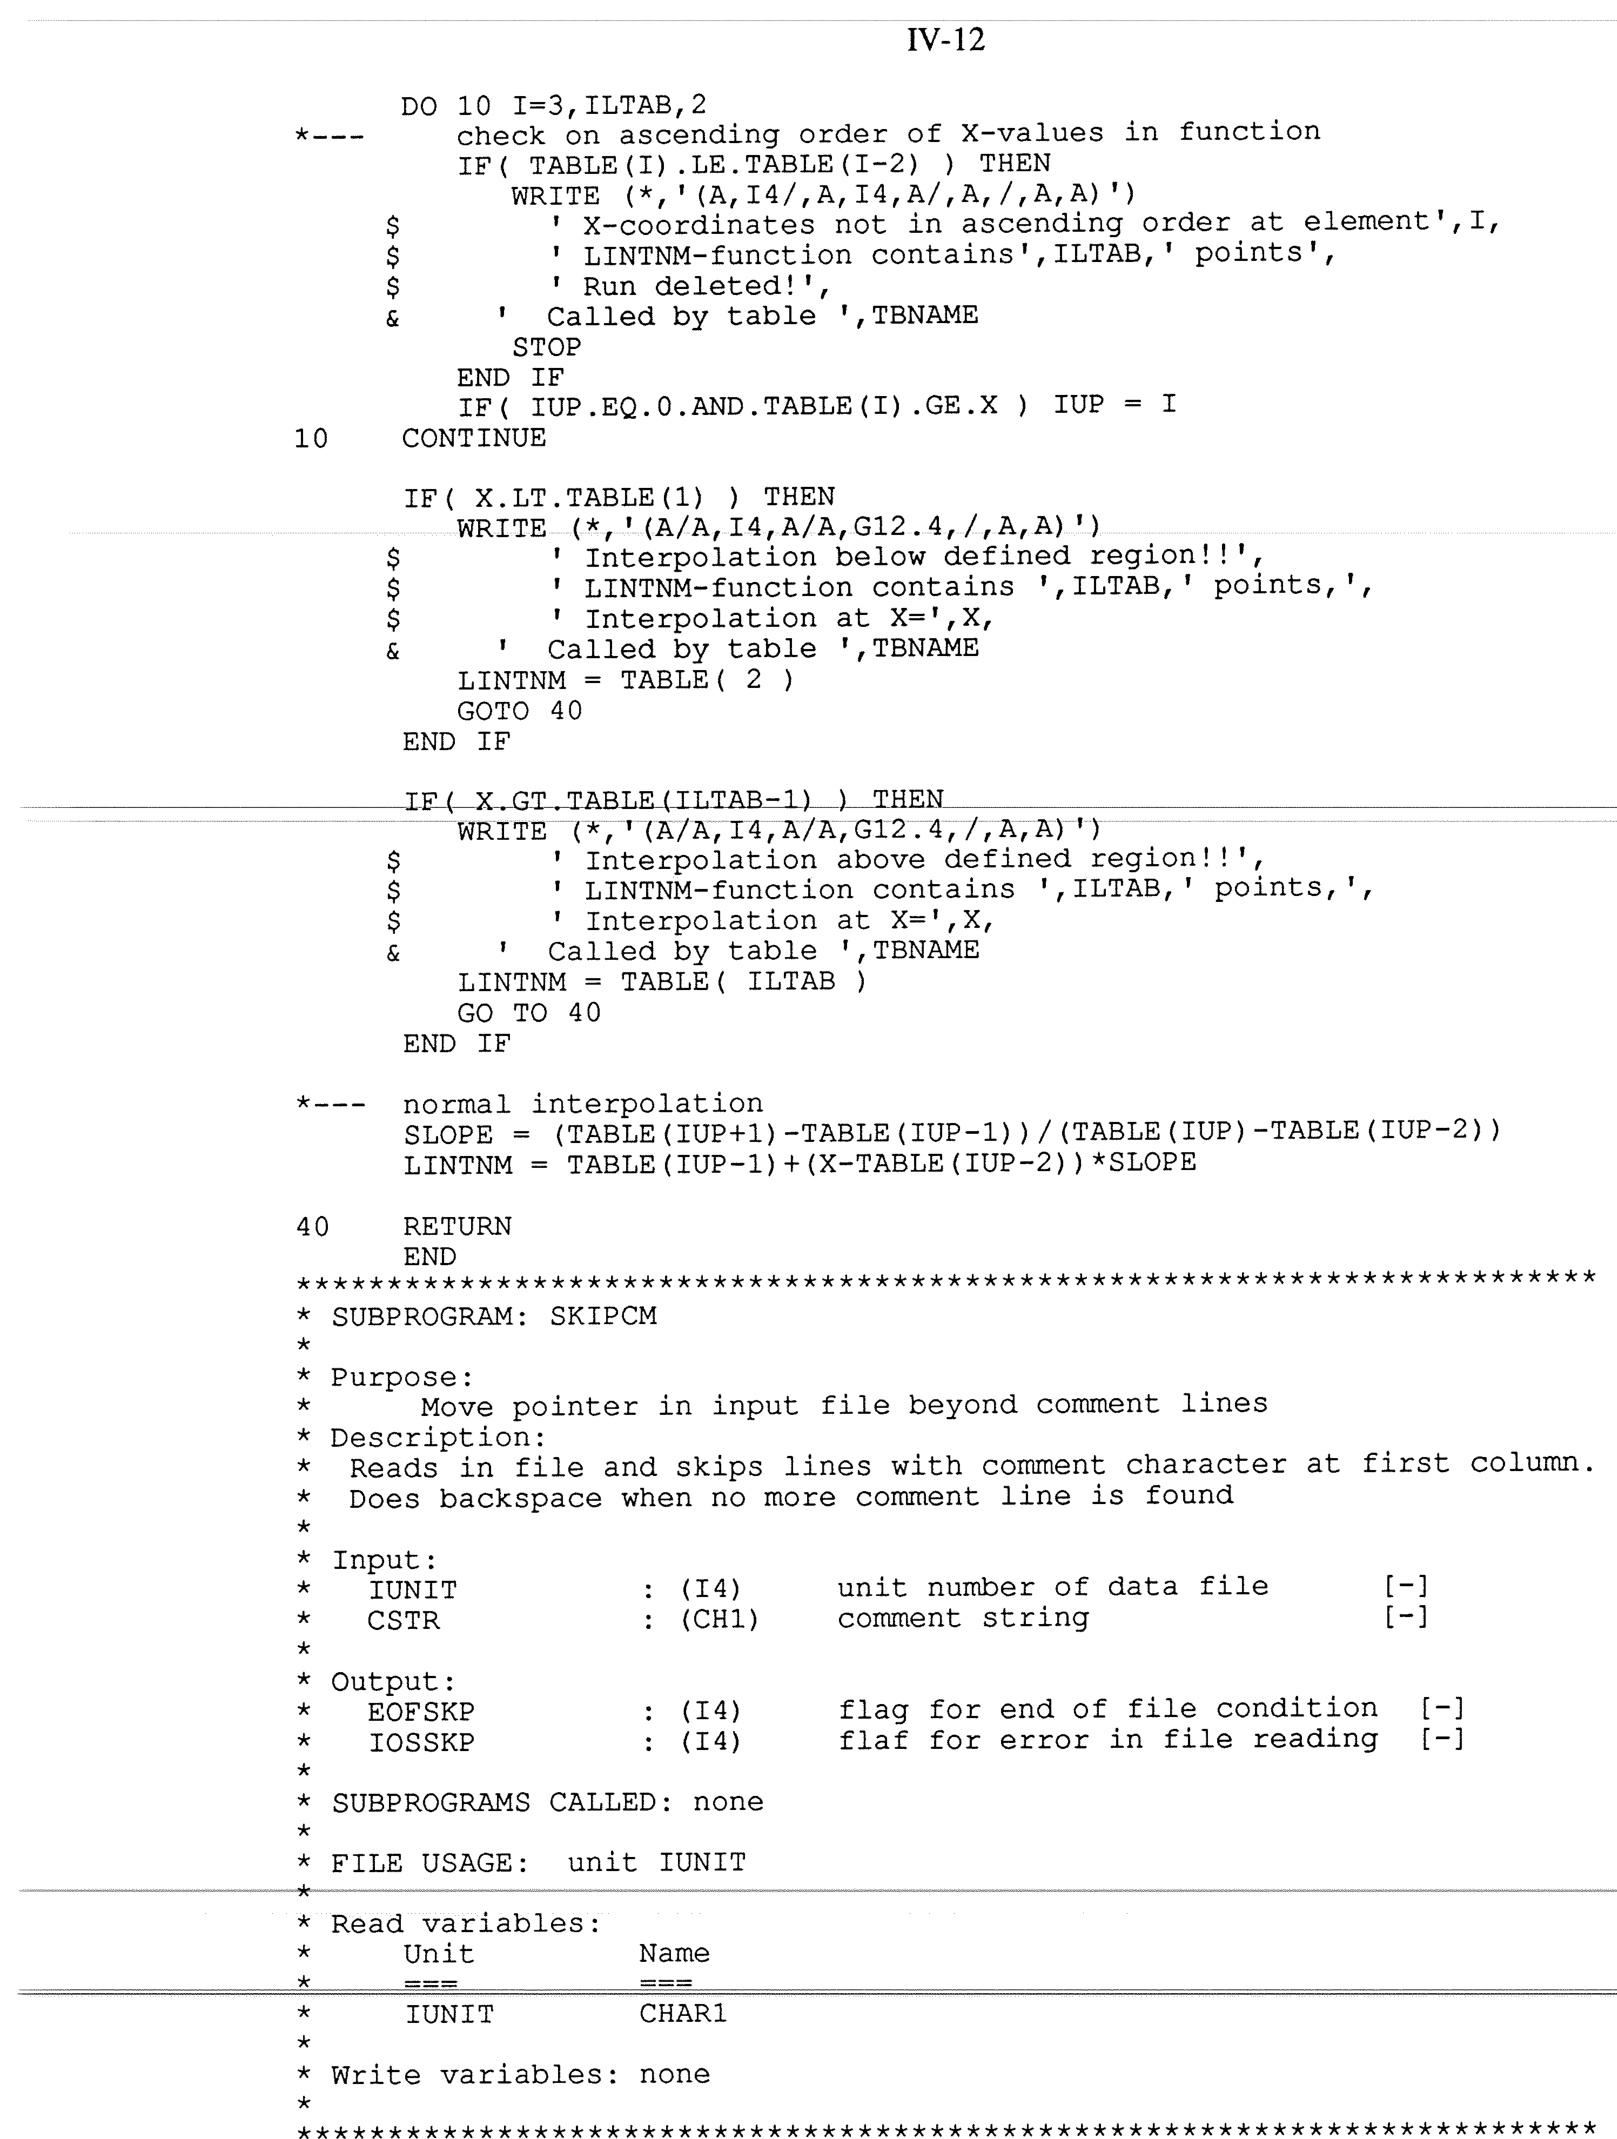 IV-12
DO 10 I=3,ILTAB,2
*--- check on ascending order of X-values in function
IF( TABLE(I).LE.TABLE(I-2) ) THEN
WRITE (*,'(A,I4/,A,I4,A/,A,/,A,A)')
$ ' X-coordinates not in ascending order at element',I,
$ ' LINTNM-function contains',ILTAB,' points',
$ ' Run deleted!',
& ' Called by table ',TBNAME
STOP
END IF
IF( IUP.EQ.0.AND.TABLE(I).GE.X ) IUP = I
10 CONTINUE
IF( X.LT.TABLE(1) ) THEN
WRITE (*,'(A/A,I4,A/A,G12.4,/,A,A)')
$ ' Interpolation below defined region!!',
$ ' LINTNM-function contains ',ILTAB,' points,',
$ ' Interpolation at X=',X,
& ' Called by table ',TBNAME
LINTNM = TABLE( 2 )
GOTO 40
END IF
IF( X.GT.TABLE(ILTAB-1) ) THEN
WRITE (*,'(A/A,I4,A/A,G12.4,/,A,A)')
$ ' Interpolation above defined region!!',
$ ' LINTNM-function contains ',ILTAB,' points,',
$ ' Interpolation at X=',X,
& ' Called by table ',TBNAME
LINTNM = TABLE( ILTAB )
GO TO 40
END IF
*--- normal interpolation
SLOPE = (TABLE(IUP+1)-TABLE(IUP-1))/(TABLE(IUP)-TABLE(IUP-2))
LINTNM = TABLE(IUP-1)+(X-TABLE(IUP-2))*SLOPE
40 RETURN
END
************************************************************************
* SUBPROGRAM: SKIPCM
*
* Purpose:
* Move pointer in input file beyond comment lines
* Description:
* Reads in file and skips lines with comment character at first column.
* Does backspace when no more comment line is found
*
* Input:
* IUNIT : (I4) unit number of data file [-]
* CSTR : (CH1) comment string [-]
*
* Output:
* EOFSKP : (I4) flag for end of file condition [-]
* IOSSKP : (I4) flaf for error in file reading [-]
*
* SUBPROGRAMS CALLED: none
*
* FILE USAGE: unit IUNIT
*
* Read variables:
* Unit Name
* === ===
* IUNIT CHAR1
*
* Write variables: none
*
************************************************************************